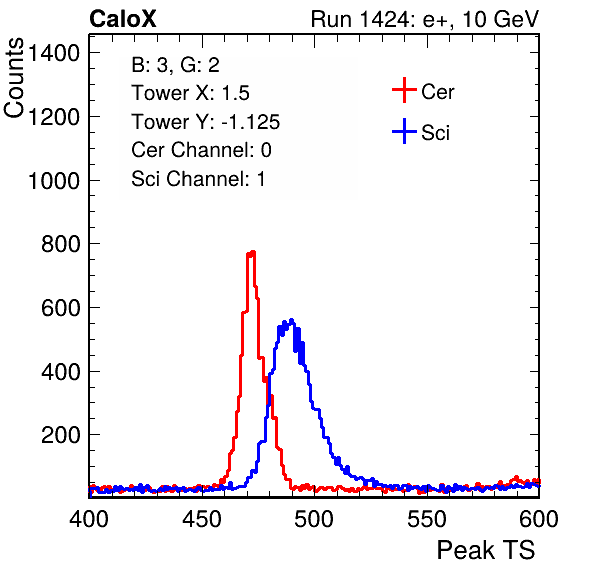 CaloX Run 1424: e+, 10 GeV
Counts
1400
1200
1000
800
600
400
200
B: 3, G: 2
Tower X: 1.5
Tower Y: -1.125
Cer Channel: 0
Sci Channel: 1
Cer
Sci
400 450 500 550 600
Peak TS